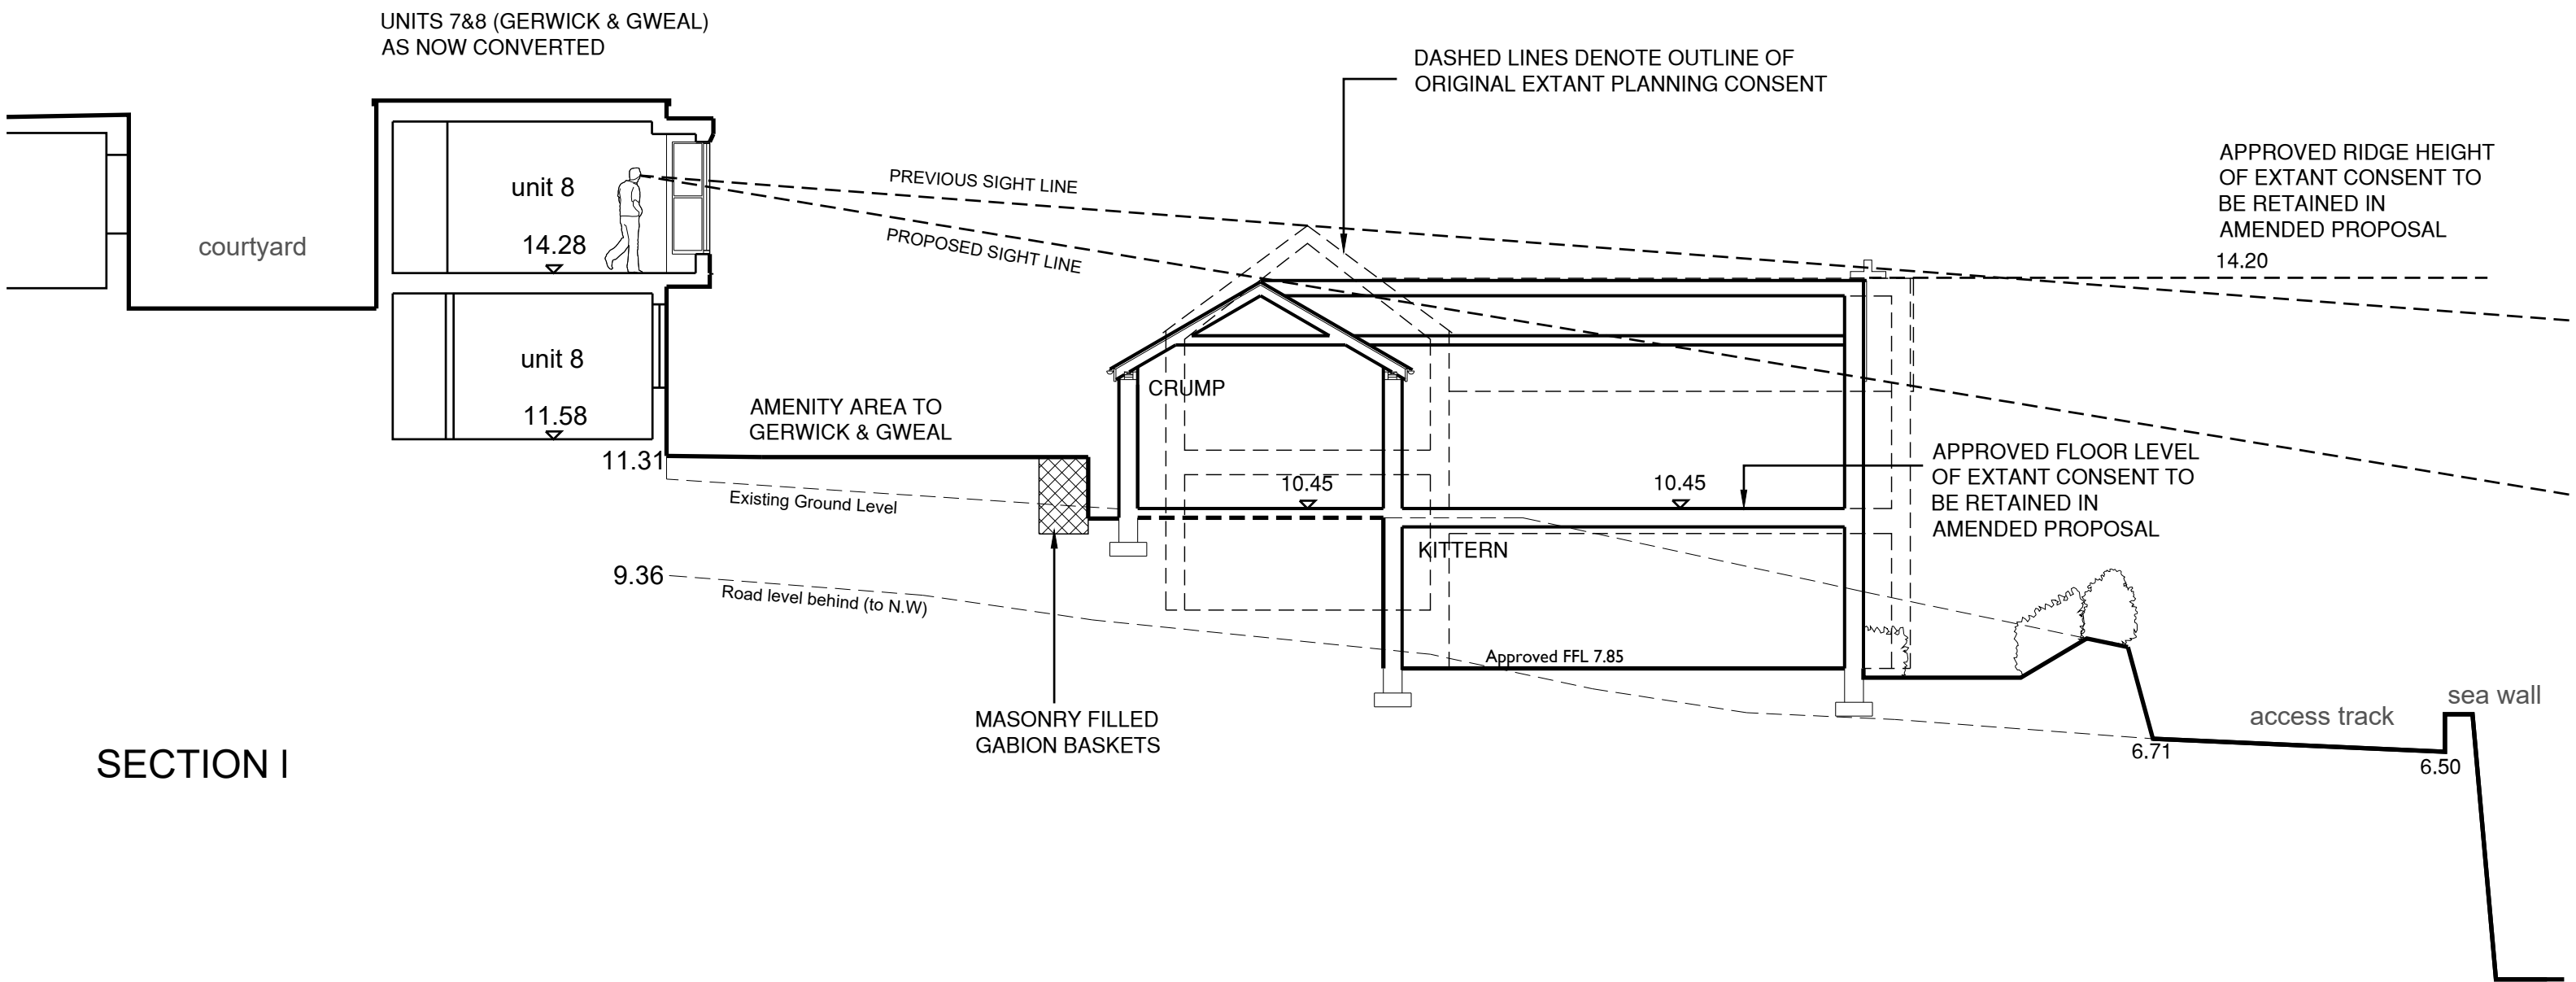 UNITS 7&8 (GERWICK & GWEAL)
AS NOW CONVERTED
DASHED LINES DENOTE OUTLINE OF
ORIGINAL EXTANT PLANNING CONSENT
APPROVED RIDGE HEIGHT
OF EXTANT CONSENT TO
BE RETAINED IN
AMENDED PROPOSAL
14.20
PREVIOUS SIGHT LINE
PROPOSED SIGHT LINE
courtyard
unit 8
14.28
unit 8
11.58
11.31
AMENITY AREA TO
GERWICK & GWEAL
Existing Ground Level
9.36
Road level behind (to N.W)
CRUMP
10.45
10.45
KITTERN
Approved FFL 7.85
APPROVED FLOOR LEVEL
OF EXTANT CONSENT TO
BE RETAINED IN
AMENDED PROPOSAL
MASONRY FILLED
GABION BASKETS
sea wall
access track
6.71
6.50
SECTION I